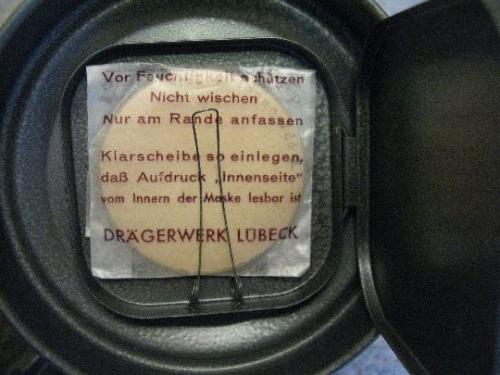 Vor Feuchtigkeit schützen
Nicht wischen
Nur am Rande anfassen
Klarscheibe so einlegen,
daß Aufdruck „Innenseite"
vom Innern der Maske lesbar ist
DRÄGERWERK LÜBECK